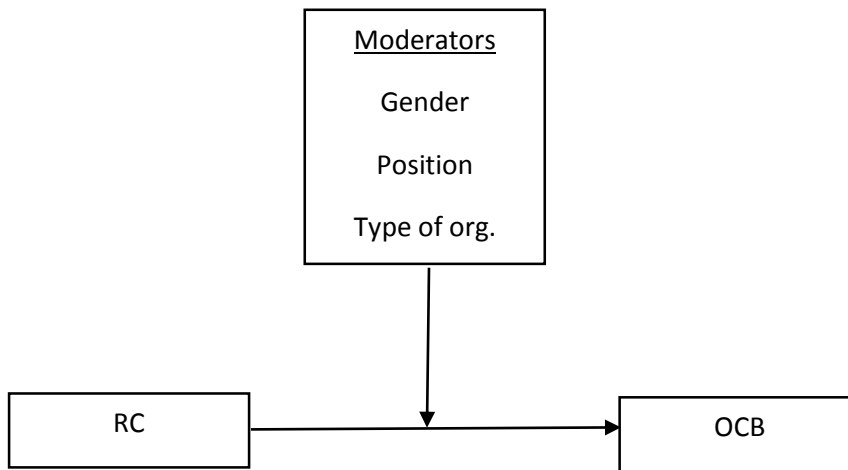 Moderators
Gender
Position
Type of org.
RC
OCB